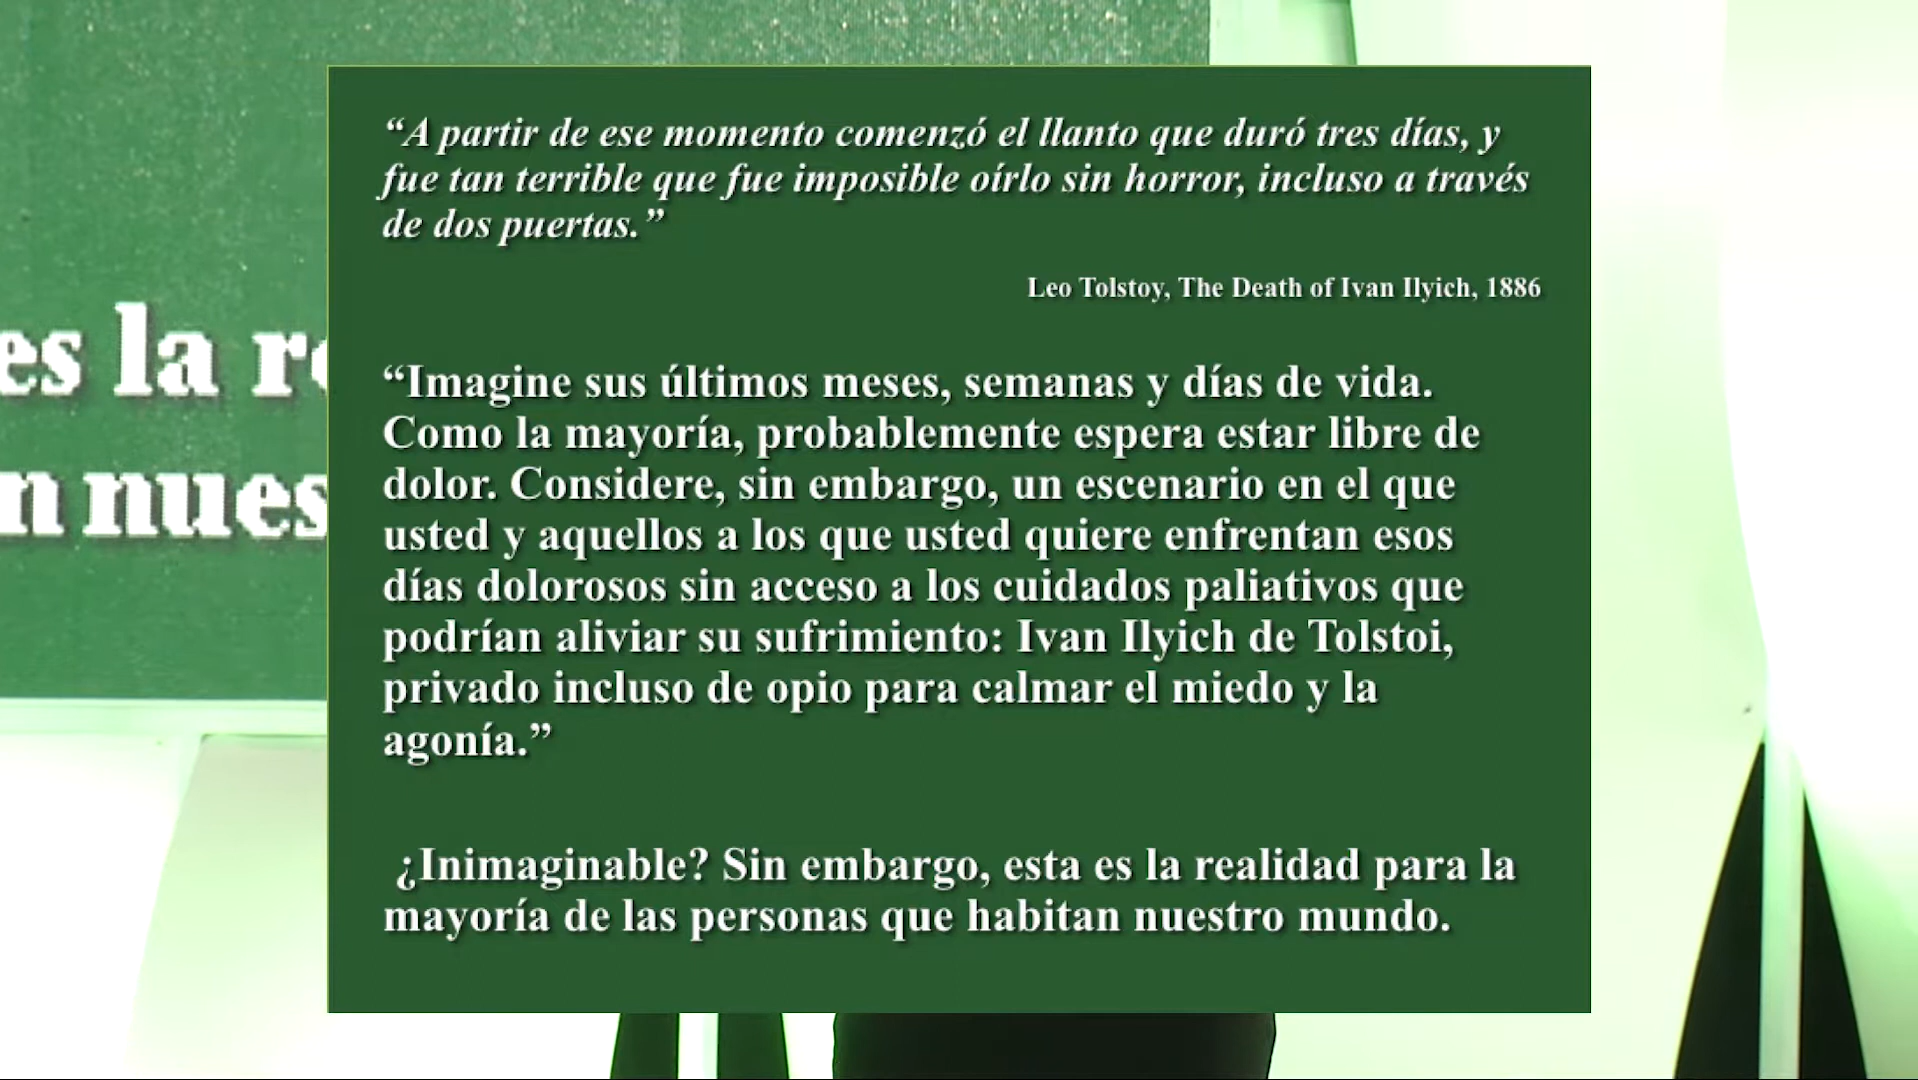 “A partir de ese momento comenzó el llanto que duró tres días, y
fue tan terrible que fue imposible oírlo sin horror, incluso a través
de dos puertas.”
Leo Tolstoy, The Death of Ivan Ilyich, 1886
“Imagine sus últimos meses, semanas y días de vida.
Como la mayoría, probablemente espera estar libre de
dolor. Considere, sin embargo, un escenario en el que
usted y aquellos a los que usted quiere enfrentan esos
días dolorosos sin acceso a los cuidados paliativos que
podrían aliviar su sufrimiento: Ivan Ilyich de Tolstoi,
privado incluso de opio para calmar el miedo y la
agonía.”
¿Inimaginable? Sin embargo, esta es la realidad para la
mayoría de las personas que habitan nuestro mundo.
es la